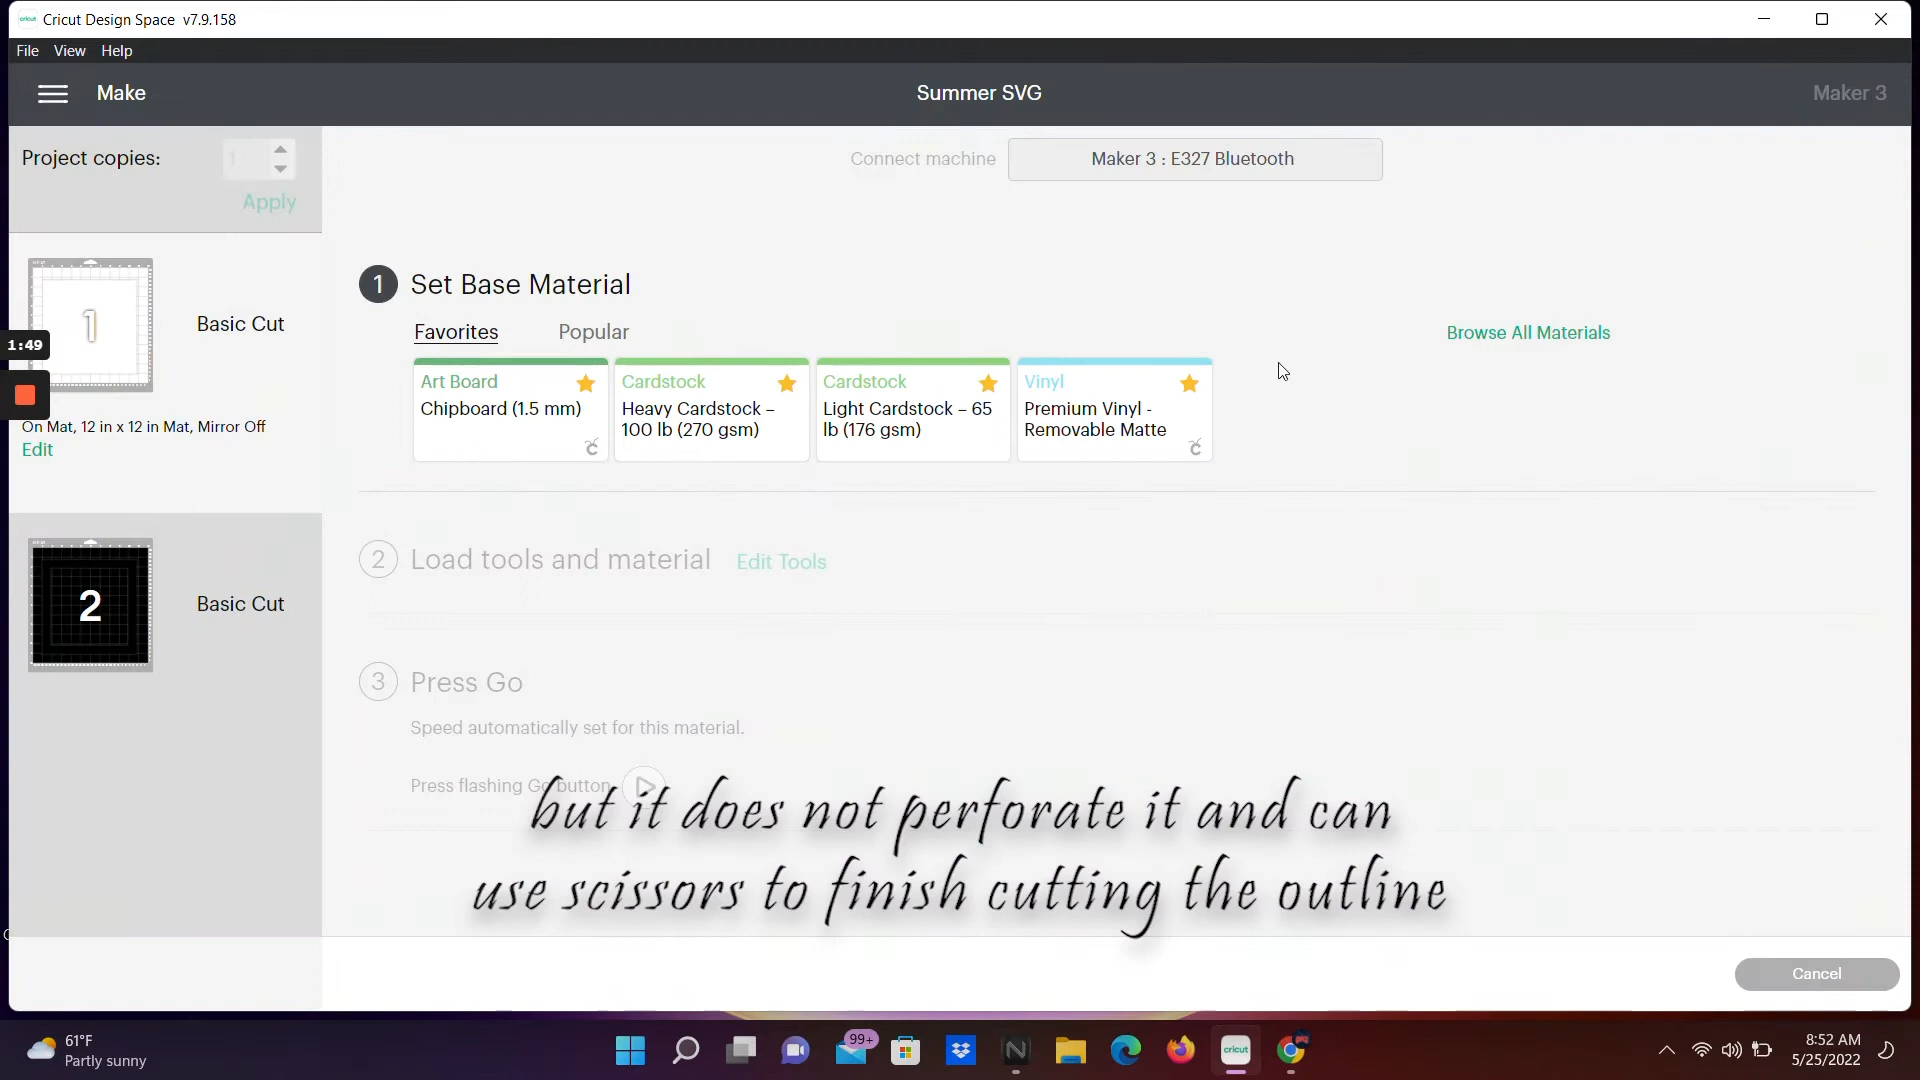 cricut Cricut Design Space v7.9.158
File View Help
Make
Summer SVG
Maker 3
Project copies:
1
Apply
Connect machine
Maker 3 : E327 Bluetooth
1
Basic Cut
1:49
On Mat, 12 in x 12 in Mat, Mirror Off
Edit
2
Basic Cut
1 Set Base Material
Favorites Popular
Browse All Materials
Art Board
Chipboard (1.5 mm)
Cardstock
Heavy Cardstock –
100 lb (270 gsm)
Cardstock
Light Cardstock – 65
lb (176 gsm)
Vinyl
Premium Vinyl -
Removable Matte
2 Load tools and material Edit Tools
3 Press Go
Speed automatically set for this material.
Press flashing Go button
but it does not perforate it and can
use scissors to finish cutting the outline
Cancel
61°F
Partly sunny
99+
cricut
8:52 AM
5/25/2022